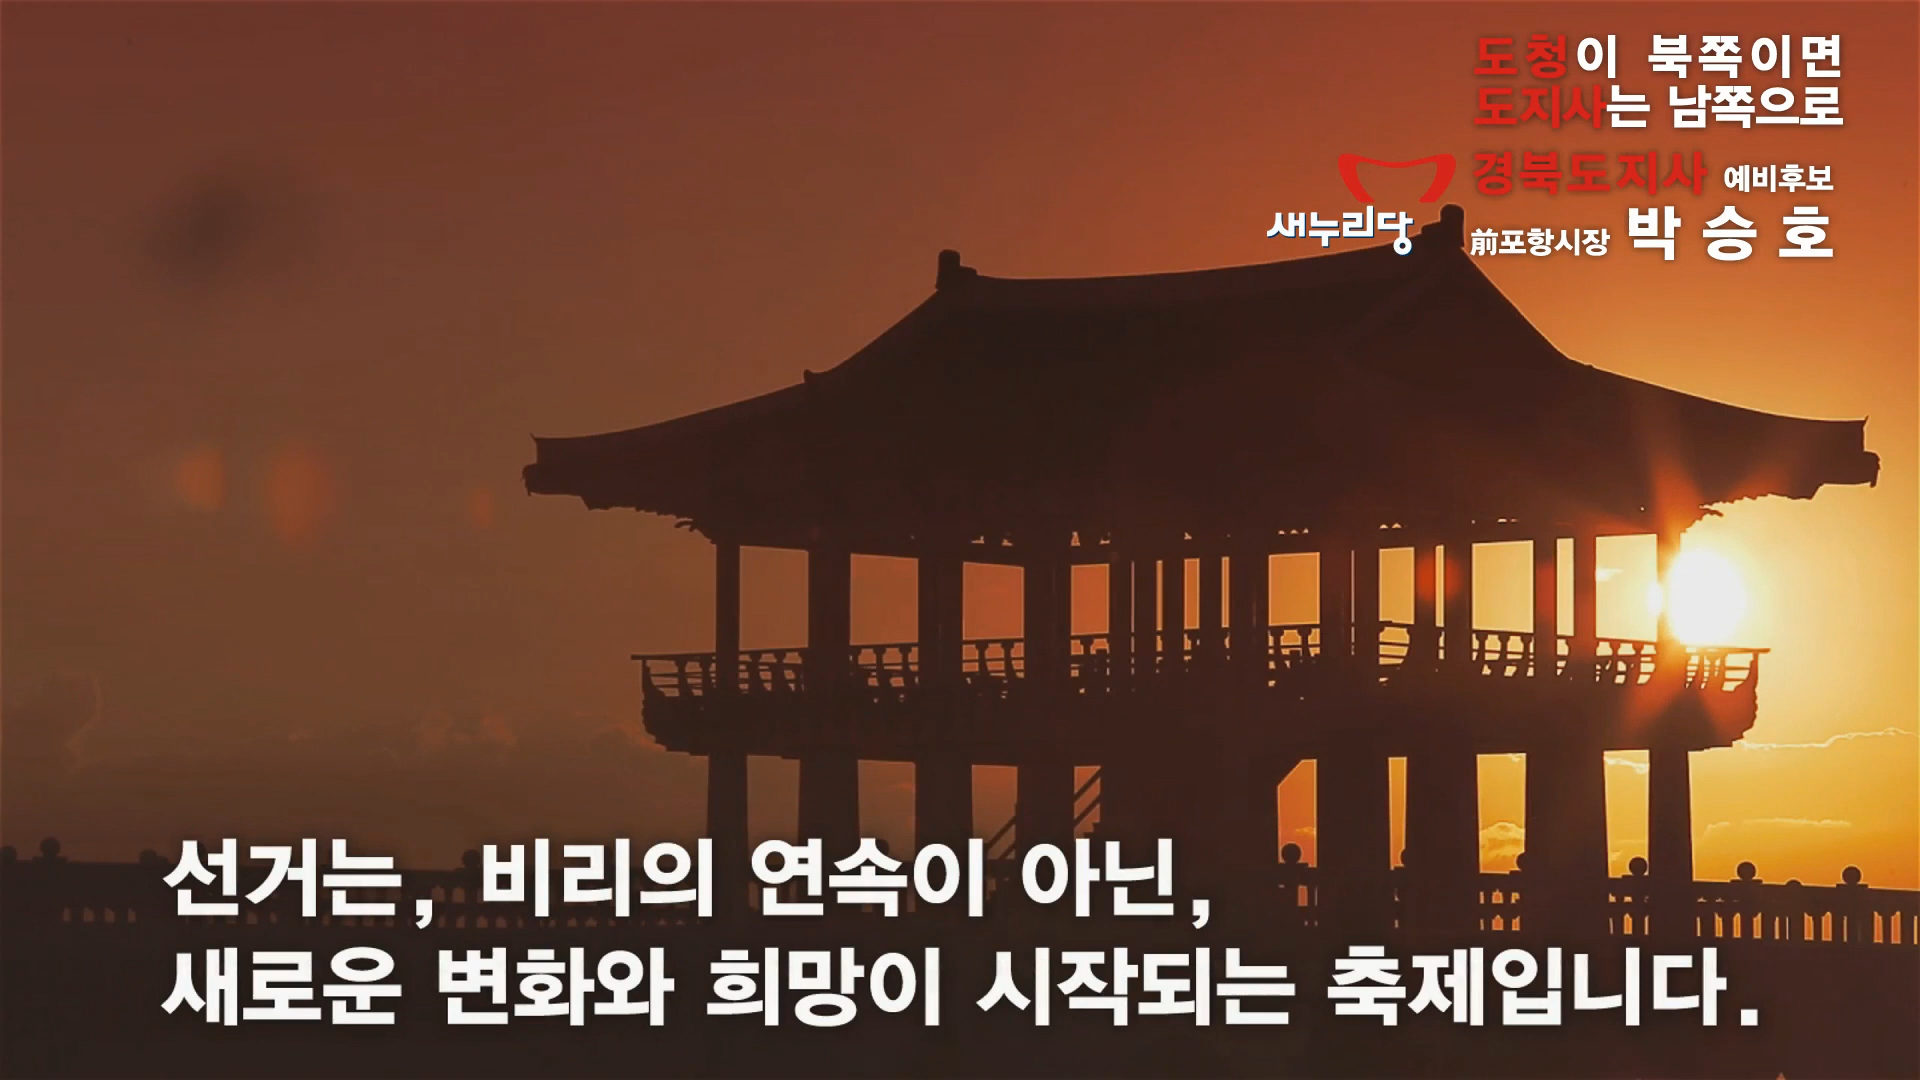 도청이 북쪽이면
도지사는 남쪽으로
경북도지사 예비후보
새누리당
前포항시장 박승호
선거는, 비리의 연속이 아닌,
새로운 변화와 희망이 시작되는 축제입니다.